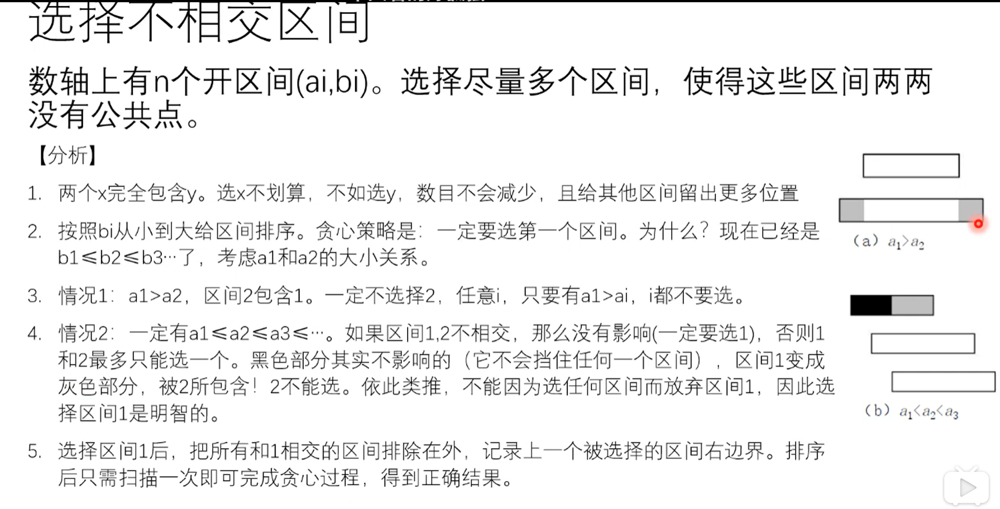 选择不相交区间
数轴上有n个开区间(ai,bi)。选择尽量多个区间，使得这些区间两两
没有公共点。
【分析】
1. 两个x完全包含y。选x不划算，不如选y，数目不会减少，且给其他区间留出更多位置
2. 按照bi从小到大给区间排序。贪心策略是：一定要选第一个区间。为什么？现在已经是
b1≤b2≤b3…了，考虑a1和a2的大小关系。
(a) a1>a2
3. 情况1：a1>a2，区间2包含1。一定不选择2，任意i，只要有a1>ai，i都不要选。
4. 情况2：一定有a1≤a2≤a3≤…。如果区间1,2不相交，那么没有影响(一定要选1)，否则1
和2最多只能选一个。黑色部分其实不影响的（它不会挡住任何一个区间），区间1变成
灰色部分，被2所包含！2不能选。依此类推，不能因为选任何区间而放弃区间1，因此选
择区间1是明智的。
(b) a1<a2<a3
5. 选择区间1后，把所有和1相交的区间排除在外，记录上一个被选择的区间右边界。排序
后只需扫描一次即可完成贪心过程，得到正确结果。